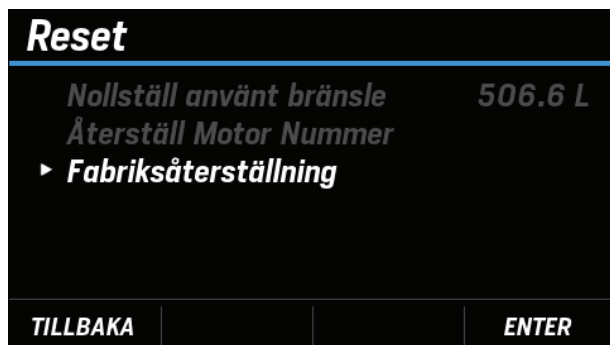 Reset
Nollställ använt bränsle 506.6 L
Återställ Motor Nummer
Fabriksåterställning
TILLBAKA ENTER